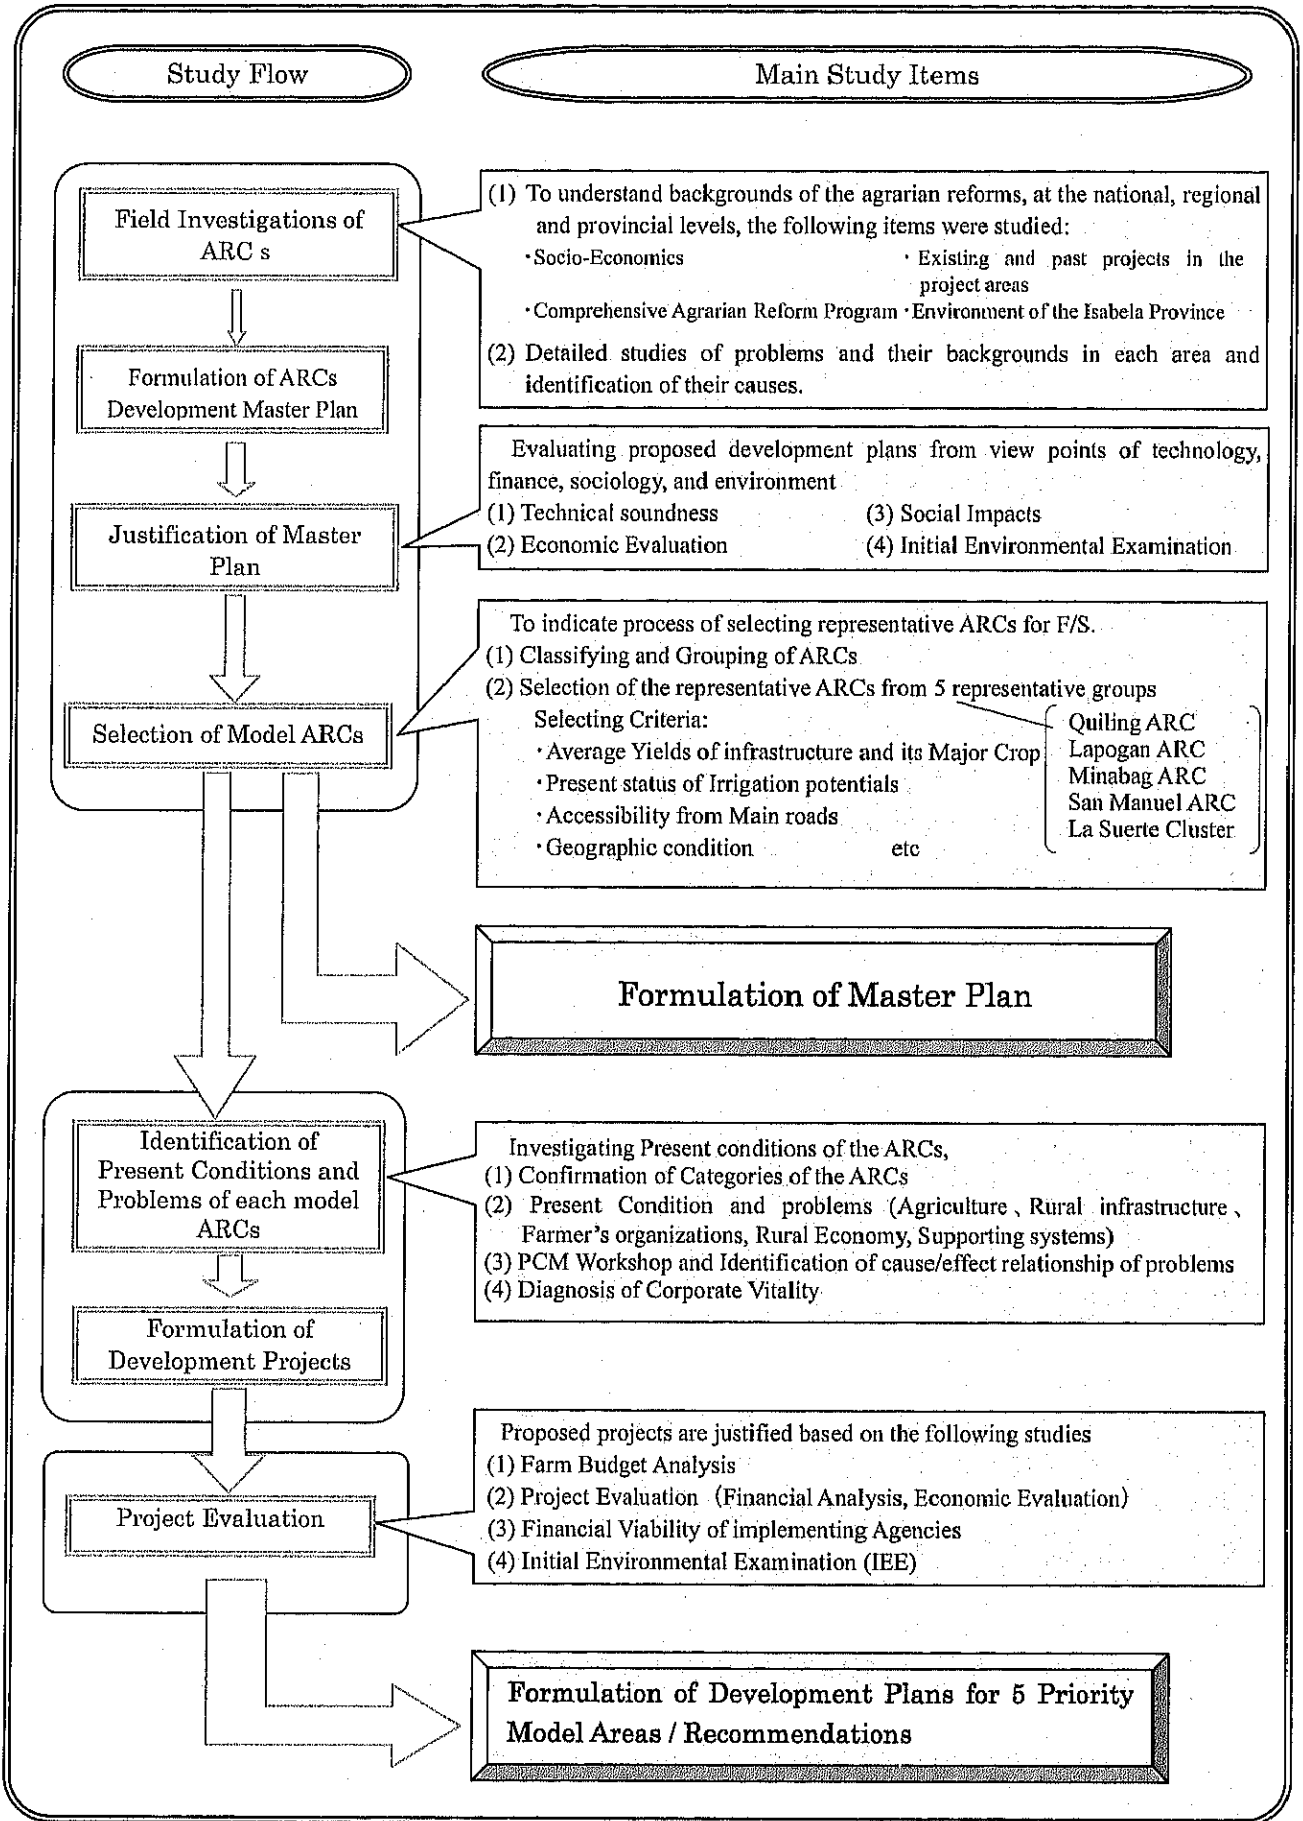 Study Flow
Main Study Items
Field Investigations of
ARC s
(1) To understand backgrounds of the agrarian reforms, at the national, regional
and provincial levels, the following items were studied:
・Socio-Economics
・Existing and past projects in the
project areas
・Comprehensive Agrarian Reform Program ・Environment of the Isabela Province
(2) Detailed studies of problems and their backgrounds in each area and
identification of their causes.
Formulation of ARCs
Development Master Plan
Justification of Master
Plan
Evaluating proposed development plans from view points of technology,
finance, sociology, and environment
(1) Technical soundness
(3) Social Impacts
(2) Economic Evaluation
(4) Initial Environmental Examination
Selection of Model ARCs
To indicate process of selecting representative ARCs for F/S.
(1) Classifying and Grouping of ARCs
(2) Selection of the representative ARCs from 5 representative groups
Selecting Criteria:
・Average Yields of infrastructure and its Major Crop
・Present status of Irrigation potentials
・Accessibility from Main roads
・Geographic condition etc
Quiling ARC
Lapogan ARC
Minabag ARC
San Manuel ARC
La Suerte Cluster
Formulation of Master Plan
Identification of
Present Conditions and
Problems of each model
ARCs
Investigating Present conditions of the ARCs,
(1) Confirmation of Categories of the ARCs
(2) Present Condition and problems (Agriculture、Rural infrastructure、
Farmer's organizations, Rural Economy, Supporting systems)
(3) PCM Workshop and Identification of cause/effect relationship of problems
(4) Diagnosis of Corporate Vitality
Formulation of
Development Projects
Project Evaluation
Proposed projects are justified based on the following studies
(1) Farm Budget Analysis
(2) Project Evaluation (Financial Analysis, Economic Evaluation)
(3) Financial Viability of implementing Agencies
(4) Initial Environmental Examination (IEE)
Formulation of Development Plans for 5 Priority
Model Areas / Recommendations